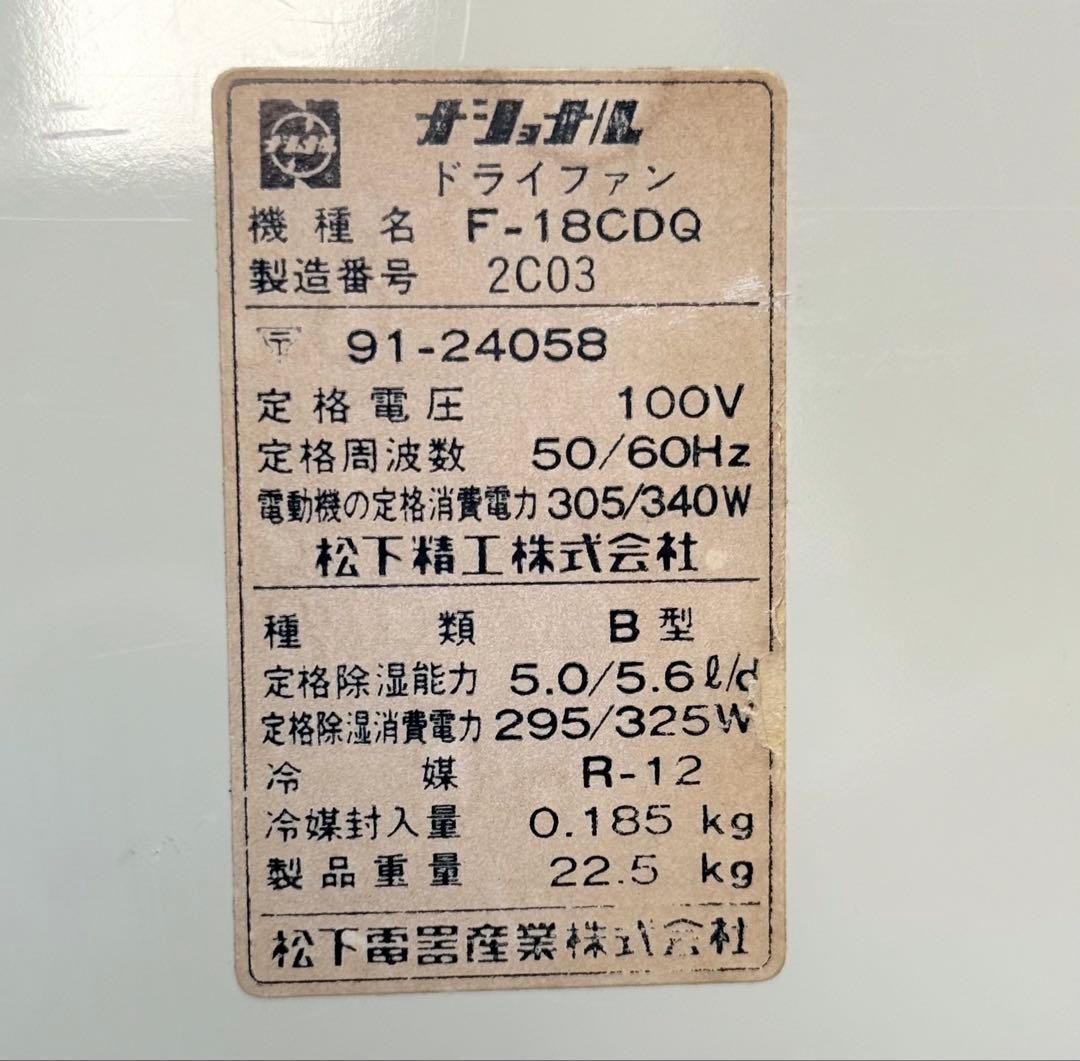 ナショナル ナショナル
ドライファン
機種名 F-18CDQ
製造番号 2C03
〒 91-24058
定格電圧 100V
定格周波数 50/60Hz
電動機の定格消費電力 305/340W
松下精工株式会社
種類 B型
定格除湿能力 5.0/5.6ℓ/d
定格除湿消費電力 295/325W
冷媒 R-12
冷媒封入量 0.185 kg
製品重量 22.5 kg
松下電器産業株式会社